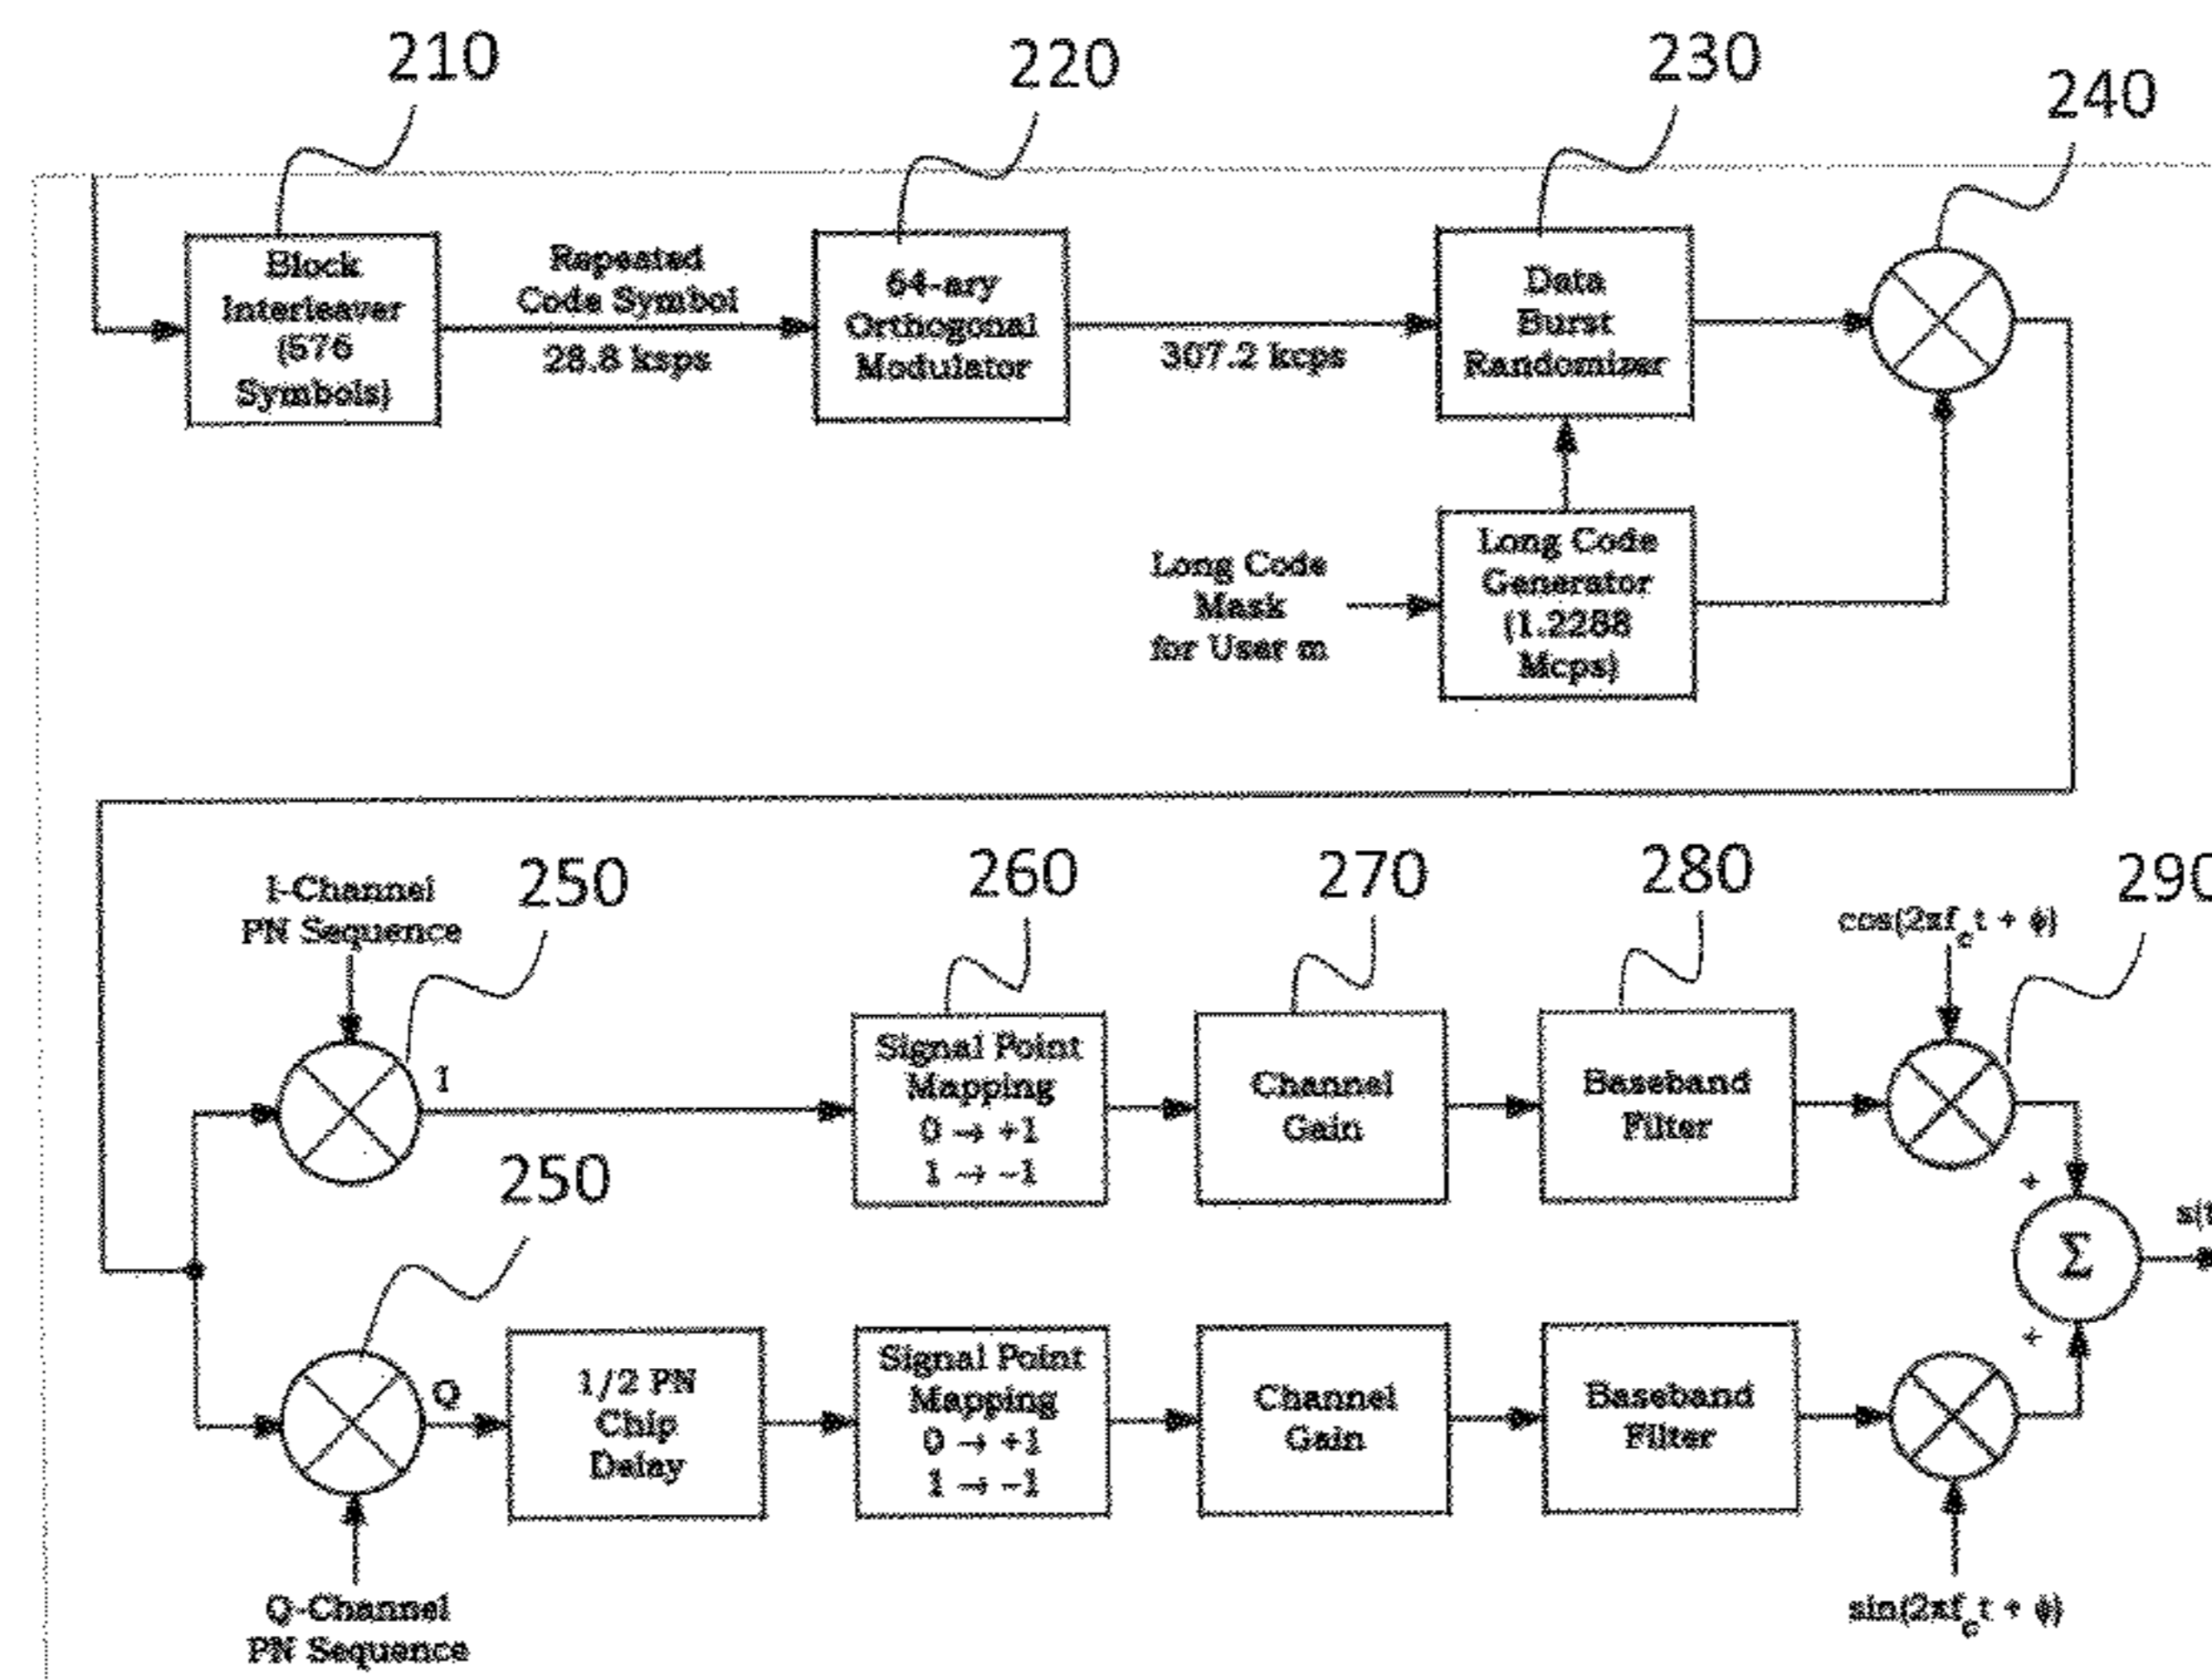 210
220
230
240
Block
Interleaver
(576
Symbols)
Repeated
Code Symbol
28.8 ksps
64-ary
Orthogonal
Modulator
307.2 kcps
Data
Burst
Randomizer
Long Code
Mask
for User m
Long Code
Generator
(1.2288
Mcps)
I-Channel
PN Sequence
250
260
270
280
290
cos(2πf_c t + ϕ)
I
Signal Point
Mapping
0 → +1
1 → −1
Channel
Gain
Baseband
Filter
250
+
Σ
s(t
+
Q
1/2 PN
Chip
Delay
Signal Point
Mapping
0 → +1
1 → −1
Channel
Gain
Baseband
Filter
Q-Channel
PN Sequence
sin(2πf_c t + ϕ)